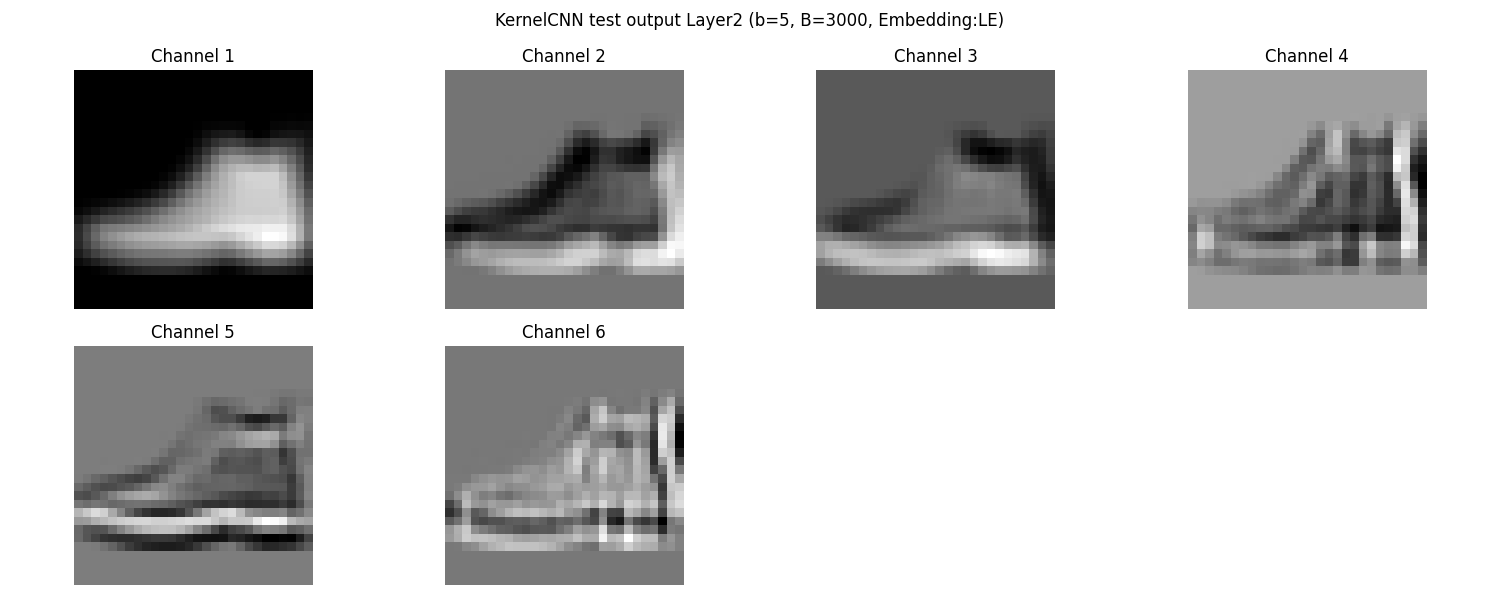 KernelCNN test output Layer2 (b=5, B=3000, Embedding:LE)
Channel 1
Channel 2
Channel 3
Channel 4
Channel 5
Channel 6